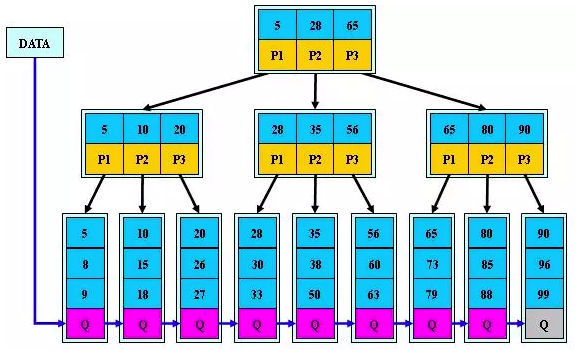 5 28 65
P1 P2 P3
DATA
5 10 20 28 35 56 65 80 90
P1 P2 P3 P1 P2 P3 P1 P2 P3
5 10 20 28 35 56 65 80 90
8 15 26 30 38 60 73 85 96
9 18 27 33 50 63 79 88 99
Q Q Q Q Q Q Q Q Q